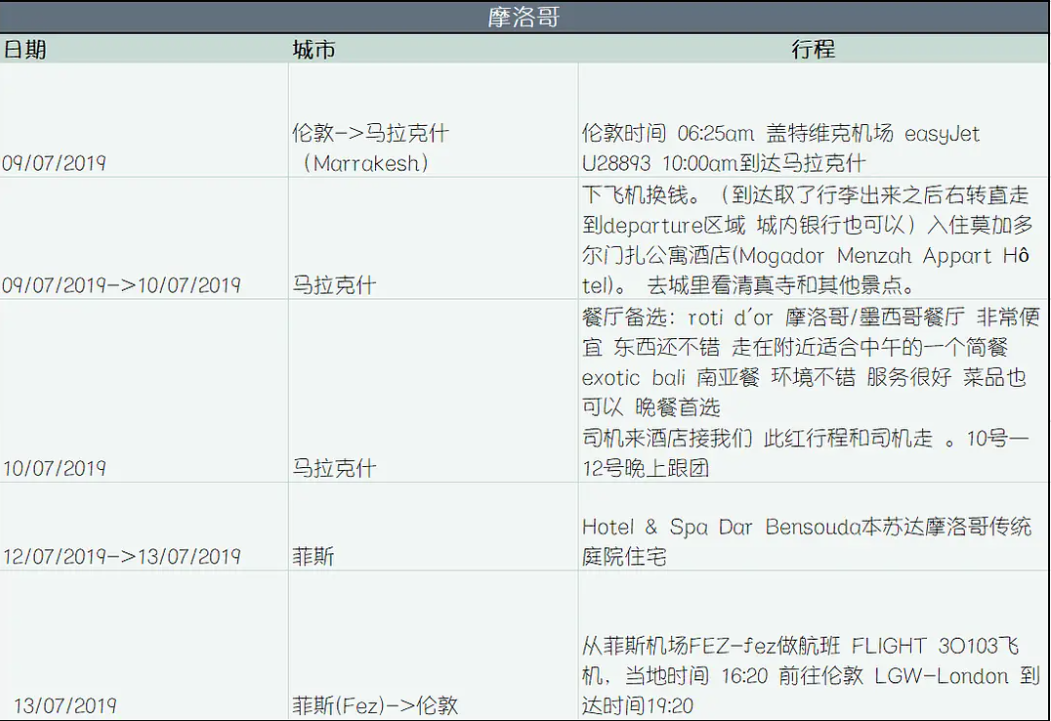 摩洛哥
日期 城市 行程
伦敦->马拉克什 伦敦时间 06:25am 盖特维克机场 easyJet
09/07/2019 （Marrakesh） U28893 10:00am到达马拉克什
下飞机换钱。（到达取了行李出来之后右转直走
到departure区域 城内银行也可以）入住莫加多
尔门扎公寓酒店(Mogador Menzah Appart Hô
09/07/2019->10/07/2019 马拉克什 tel)。 去城里看清真寺和其他景点。
餐厅备选：roti d’or 摩洛哥/墨西哥餐厅 非常便
宜 东西还不错 走在附近适合中午的一个简餐
exotic bali 南亚餐 环境不错 服务很好 菜品也
可以 晚餐首选
司机来酒店接我们 此红行程和司机走 。10号—
10/07/2019 马拉克什 12号晚上跟团
Hotel & Spa Dar Bensouda本苏达摩洛哥传统
12/07/2019->13/07/2019 菲斯 庭院住宅
从菲斯机场FEZ-fez做航班 FLIGHT 3O103飞
机，当地时间 16:20 前往伦敦 LGW-London 到
13/07/2019 菲斯(Fez)->伦敦 达时间19:20